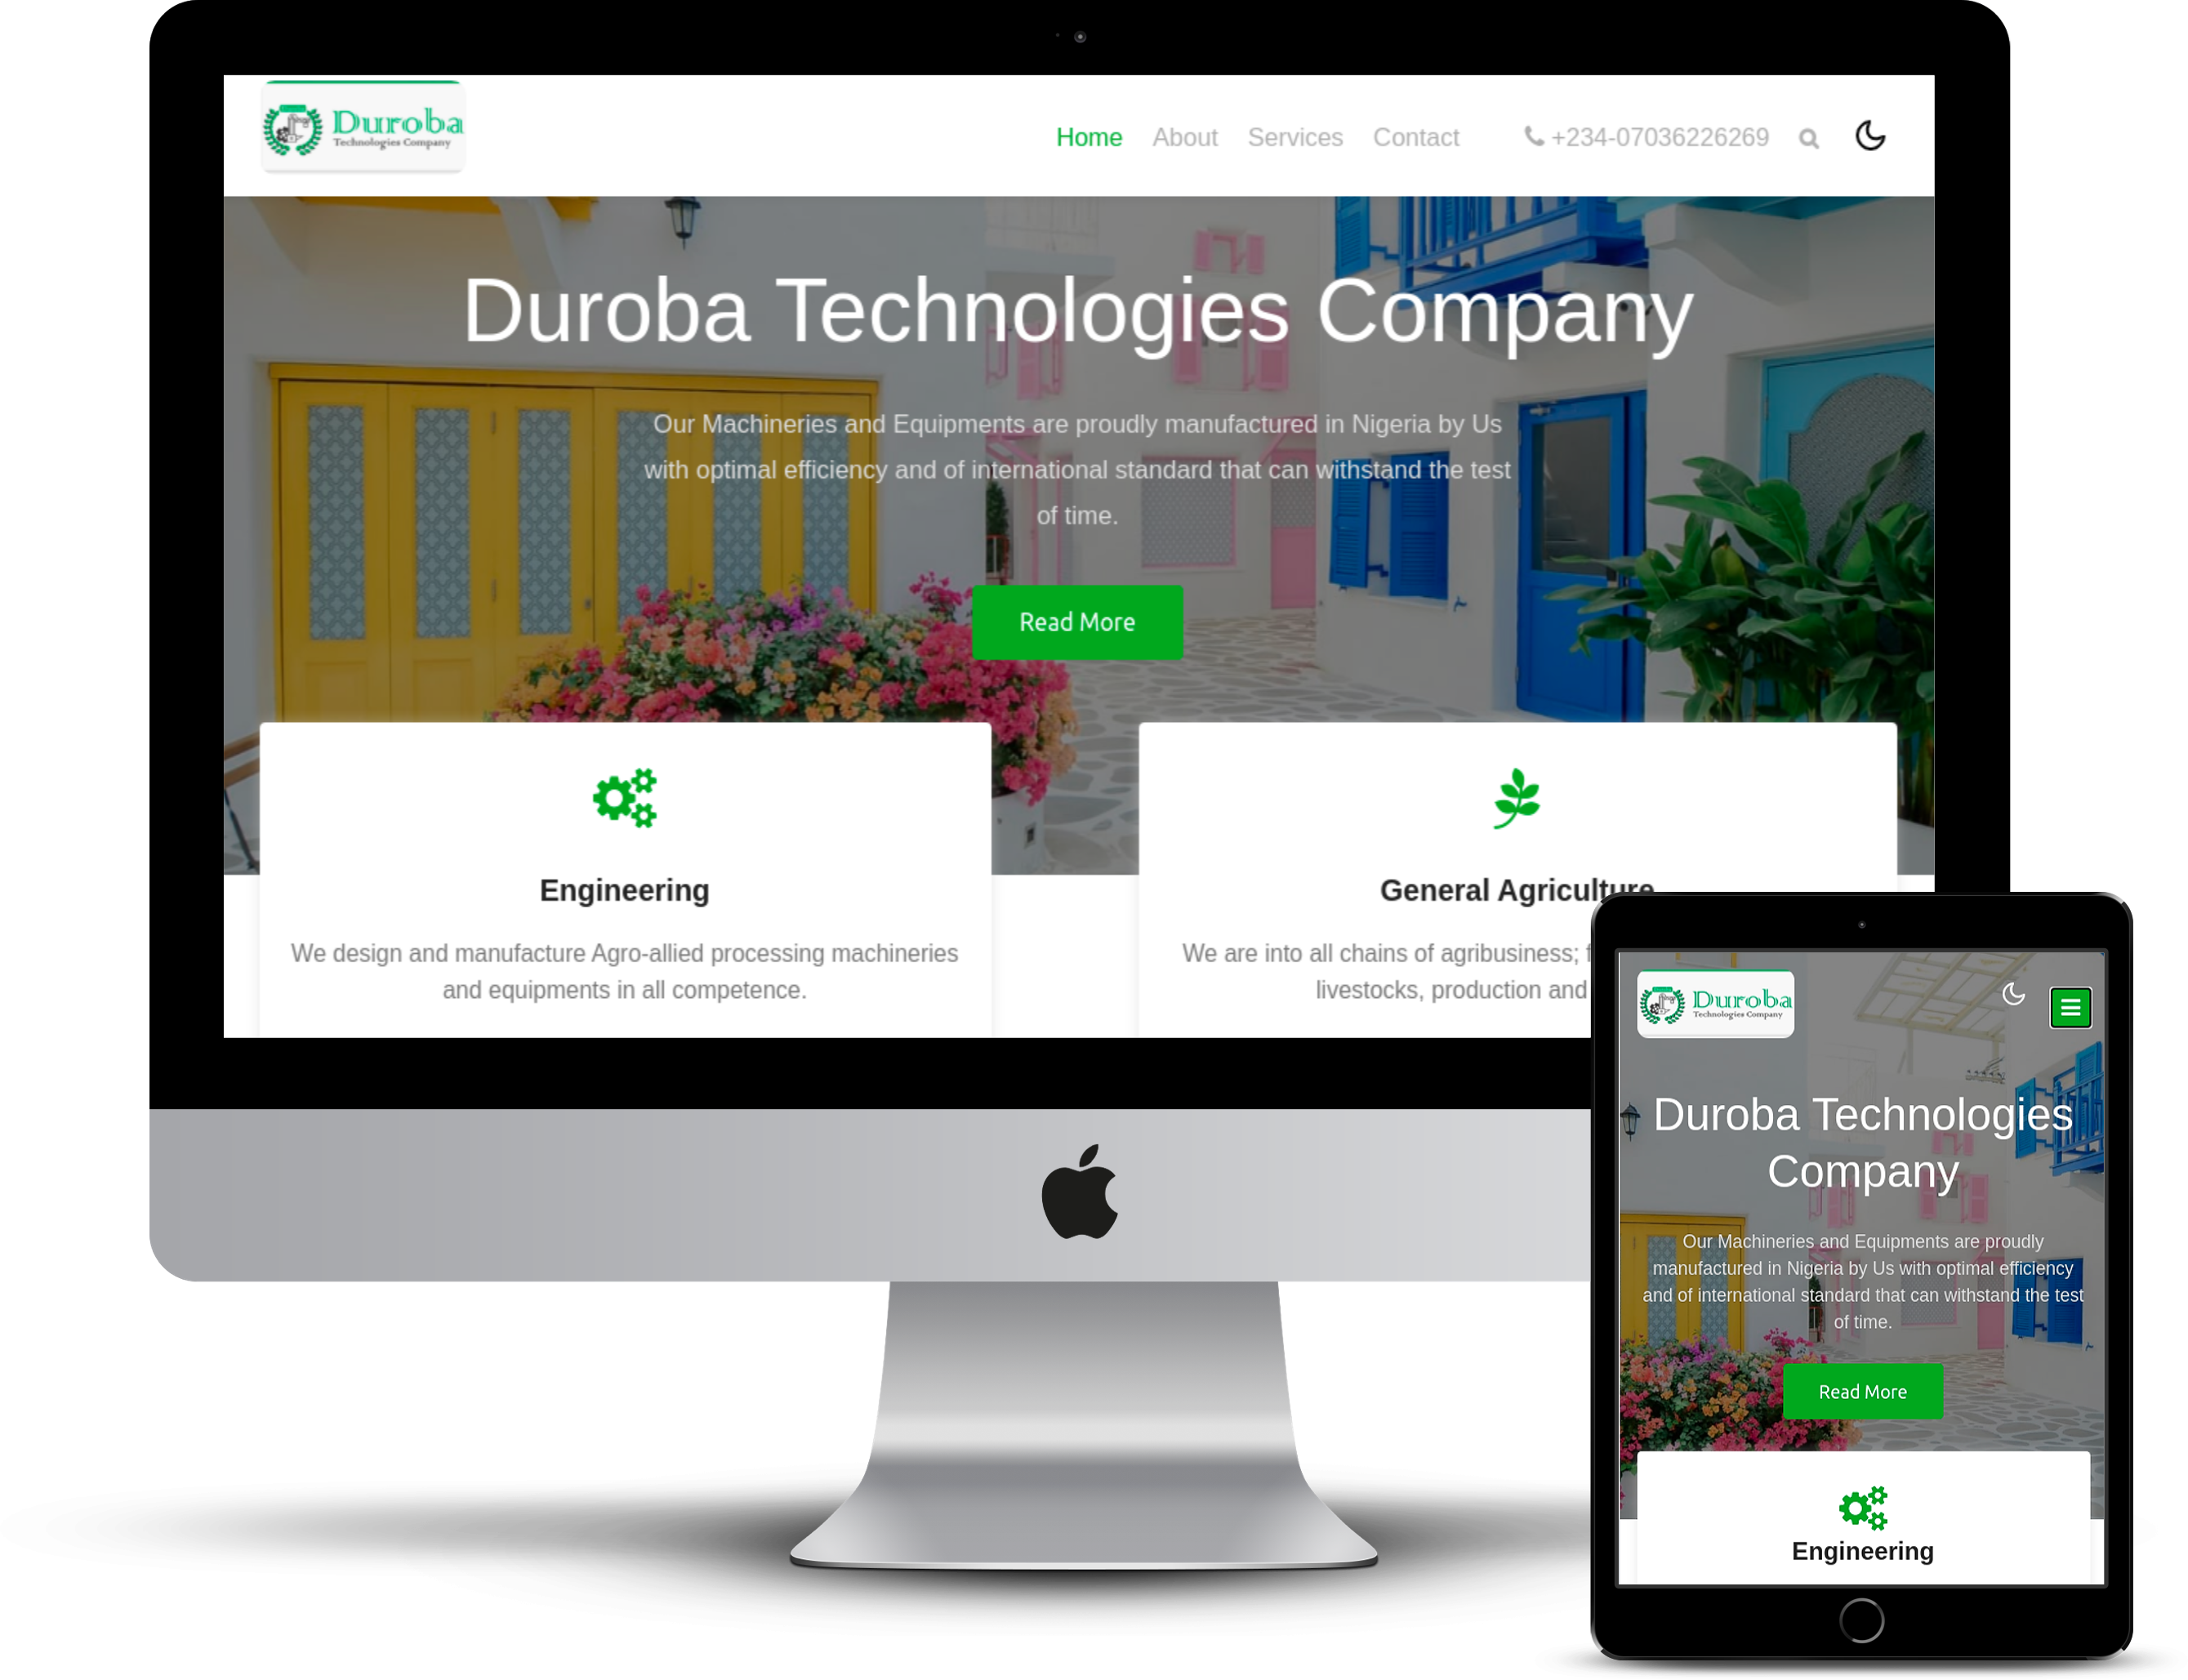 Duroba
Technologies Company
Home About Services Contact +234-07036226269
Duroba Technologies Company
Our Machineries and Equipments are proudly manufactured in Nigeria by Us
with optimal efficiency and of international standard that can withstand the test
of time.
Read More
Engineering
We design and manufacture Agro-allied processing machineries
and equipments in all competence.
General Agriculture
We are into all chains of agribusiness;
livestocks, production and
Duroba
Technologies Company
Duroba Technologies
Company
Our Machineries and Equipments are proudly
manufactured in Nigeria by Us with optimal efficiency
and of international standard that can withstand the test
of time.
Read More
Engineering